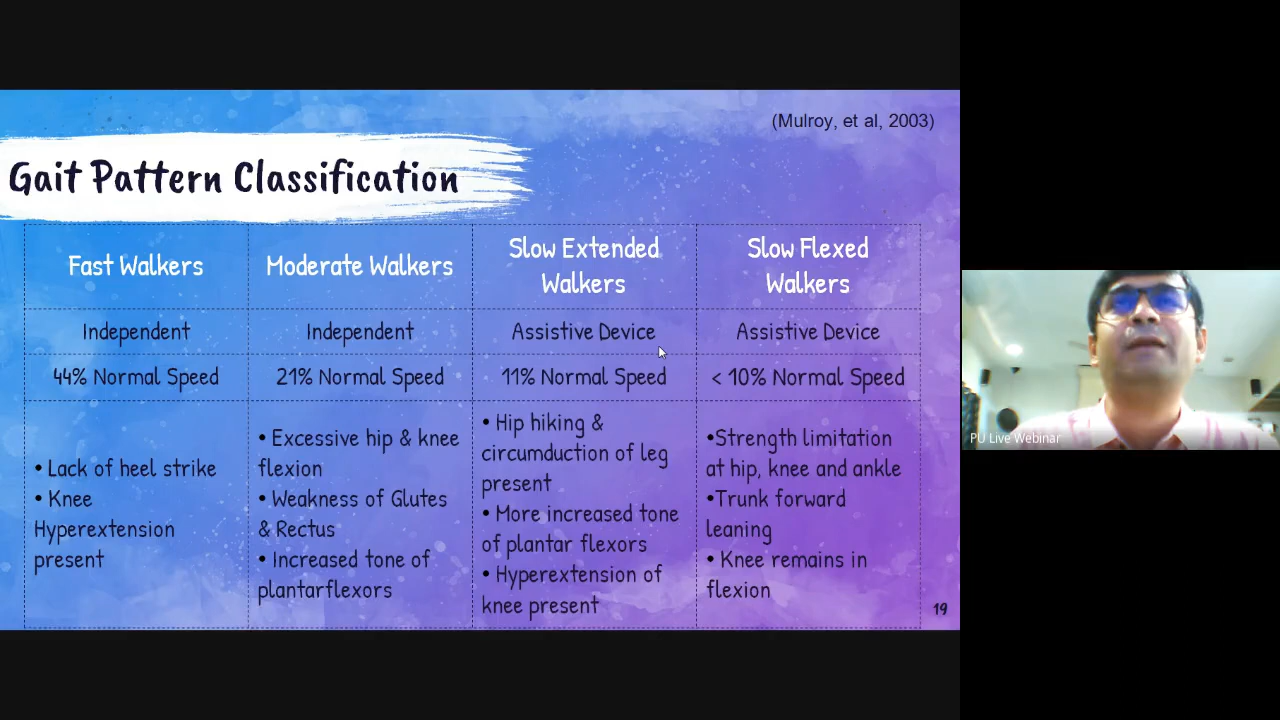 (Mulroy, et al, 2003)
Gait Pattern Classification
Fast Walkers
Moderate Walkers
Slow Extended
Walkers
Slow Flexed
Walkers
Independent
Independent
Assistive Device
Assistive Device
44% Normal Speed
21% Normal Speed
11% Normal Speed
< 10% Normal Speed
• Lack of heel strike
• Knee
Hyperextension
present
• Excessive hip & knee
flexion
• Weakness of Glutes
& Rectus
• Increased tone of
plantarflexors
• Hip hiking &
circumduction of leg
present
• More increased tone
of plantar flexors
• Hyperextension of
knee present
•Strength limitation
at hip, knee and ankle
•Trunk forward
leaning
• Knee remains in
flexion
19
PU Live Webinar